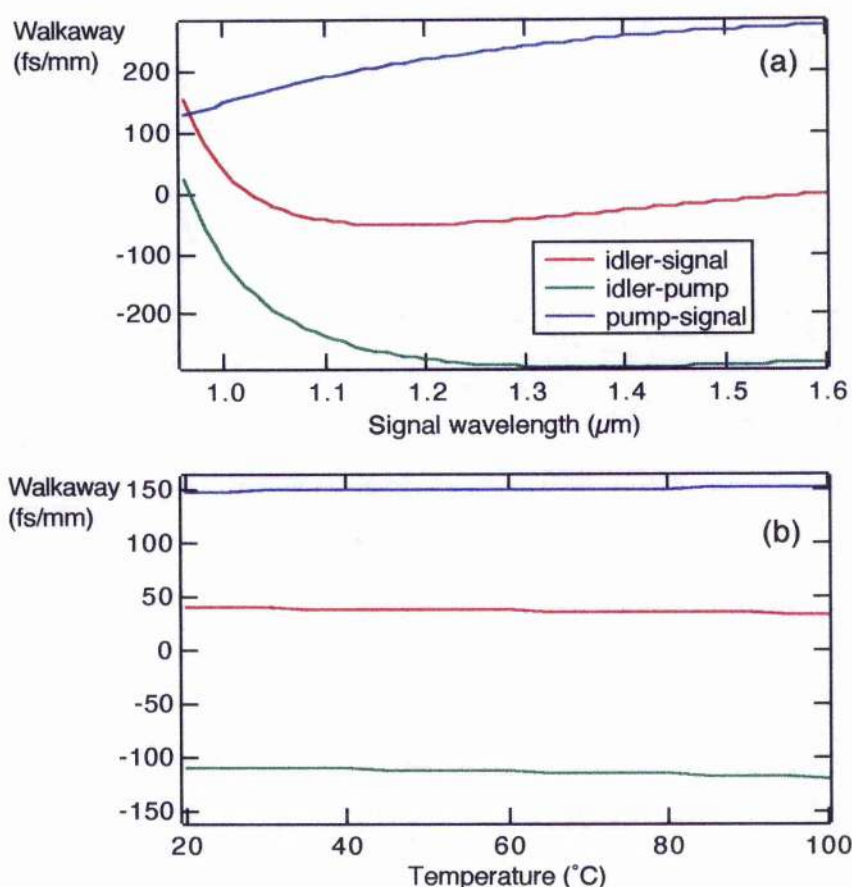 Walkaway
(fs/mm)
200
100
0
-100
-200
(a)
idler-signal
idler-pump
pump-signal
1.0 1.1 1.2 1.3 1.4 1.5 1.6
Signal wavelength (µm)
Walkaway
(fs/mm)
150
100
50
0
-50
-100
-150
(b)
20 40 60 80 100
Temperature (˚C)